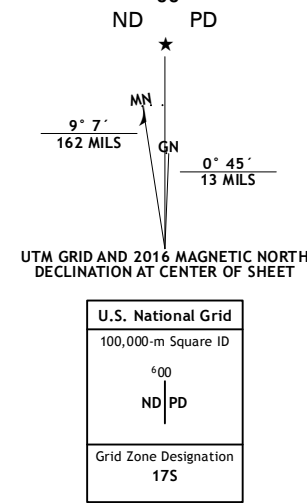 ND PD
MN
GN
9° 7´
162 MILS
0° 45´
13 MILS
UTM GRID AND 2016 MAGNETIC NORTH
DECLINATION AT CENTER OF SHEET
U.S. National Grid
100,000-m Square ID
⁶00
ND PD
Grid Zone Designation
17S